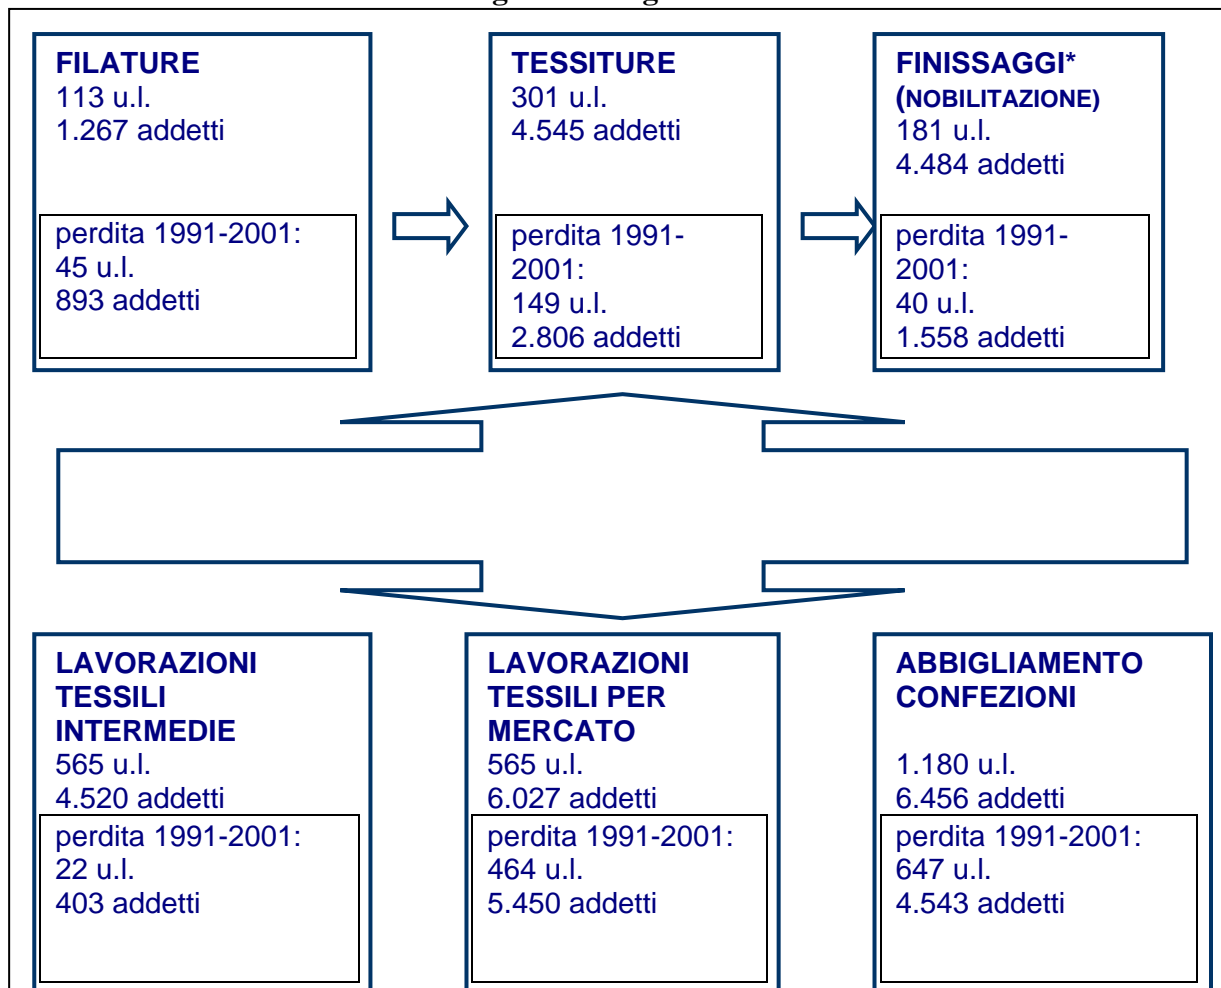 FILATURE
113 u.l.
1.267 addetti
perdita 1991-2001:
45 u.l.
893 addetti
TESSITURE
301 u.l.
4.545 addetti
perdita 1991-
2001:
149 u.l.
2.806 addetti
FINISSAGGI*
(NOBILITAZIONE)
181 u.l.
4.484 addetti
perdita 1991-
2001:
40 u.l.
1.558 addetti
LAVORAZIONI
TESSILI
INTERMEDIE
565 u.l.
4.520 addetti
perdita 1991-2001:
22 u.l.
403 addetti
LAVORAZIONI
TESSILI PER
MERCATO
565 u.l.
6.027 addetti
perdita 1991-2001:
464 u.l.
5.450 addetti
ABBIGLIAMENTO
CONFEZIONI
1.180 u.l.
6.456 addetti
perdita 1991-2001:
647 u.l.
4.543 addetti